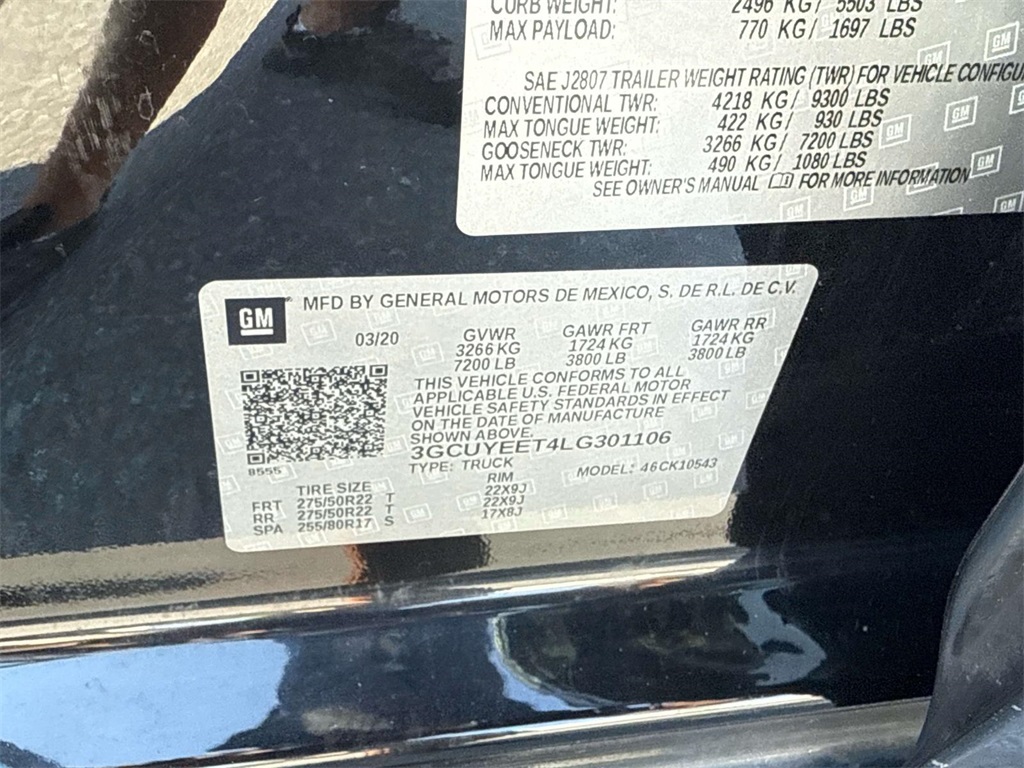 CURB WEIGHT: 2496 KG/ 5503 LBS
MAX PAYLOAD: 770 KG/ 1697 LBS
SAE J2807 TRAILER WEIGHT RATING (TWR) FOR VEHICLE CONFIGU
CONVENTIONAL TWR: 4218 KG/ 9300 LBS
MAX TONGUE WEIGHT: 422 KG/ 930 LBS
GOOSENECK TWR: 3266 KG/ 7200 LBS
MAX TONGUE WEIGHT: 490 KG/ 1080 LBS
SEE OWNER'S MANUAL FOR MORE INFORMATION
GM MFD BY GENERAL MOTORS DE MEXICO, S. DE R.L. DE C.V.
03/20 GVWR GAWR FRT GAWR RR
3266 KG 1724 KG 1724 KG
7200 LB 3800 LB 3800 LB
THIS VEHICLE CONFORMS TO ALL
APPLICABLE U.S. FEDERAL MOTOR
VEHICLE SAFETY STANDARDS IN EFFECT
ON THE DATE OF MANUFACTURE
SHOWN ABOVE.
3GCUYEET4LG301106
8555 TYPE: TRUCK MODEL: 46CK10543
TIRE SIZE RIM
FRT 275/50R22 T 22X9J
RR 275/50R22 T 22X9J
SPA 255/80R17 S 17X8J